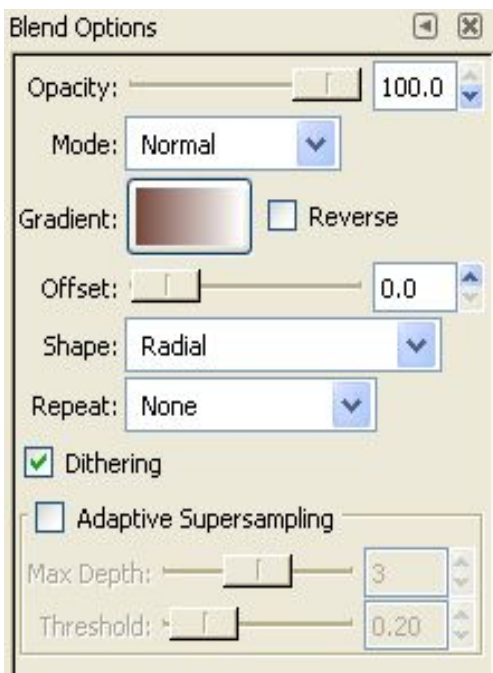 Blend Options
Opacity: 100.0
Mode: Normal
Gradient: Reverse
Offset: 0.0
Shape: Radial
Repeat: None
Dithering
Adaptive Supersampling
Max Depth: 3
Threshold: 0.20